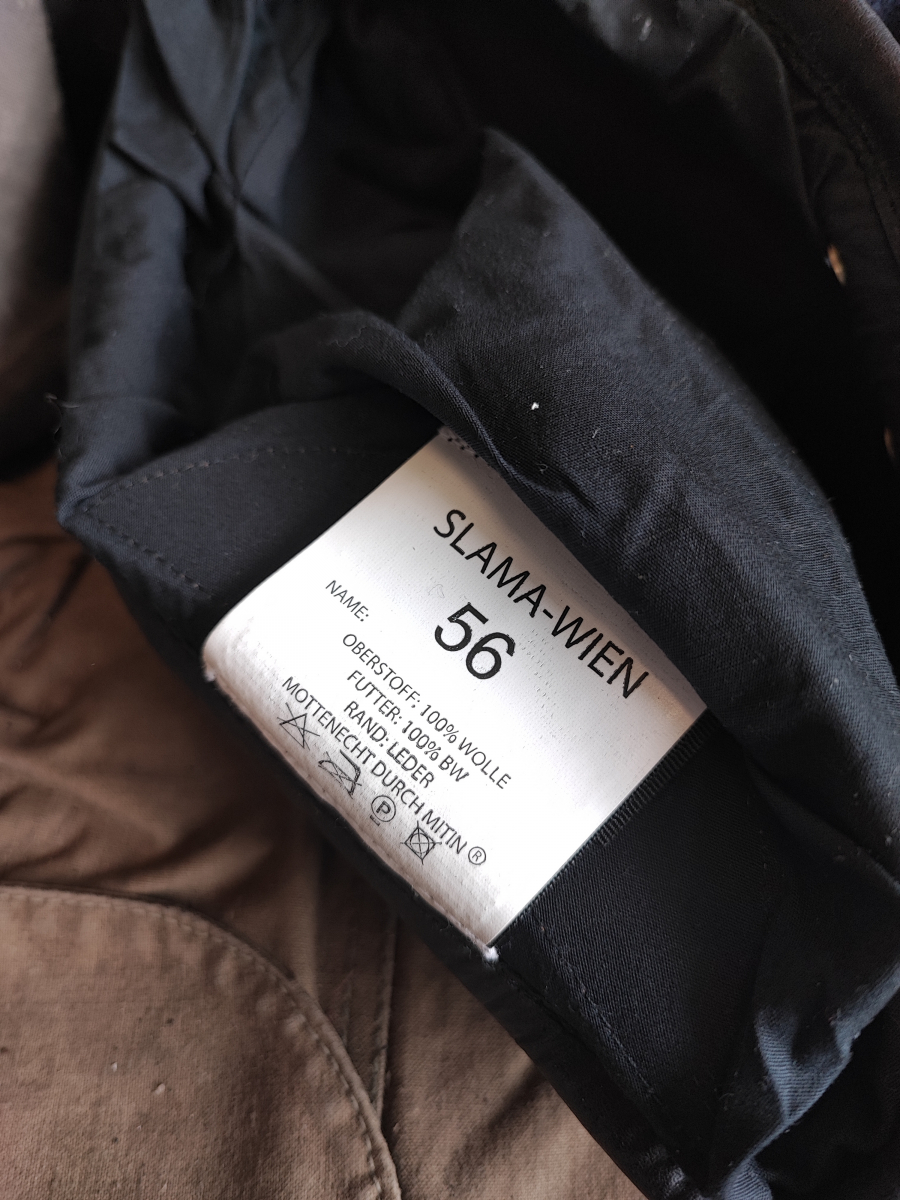 SLAMA-WIEN
56
NAME:
OBERSTOFF: 100% WOLLE
FUTTER: 100% BW
RAND: LEDER
MOTTENECHT DURCH MITIN ®
P